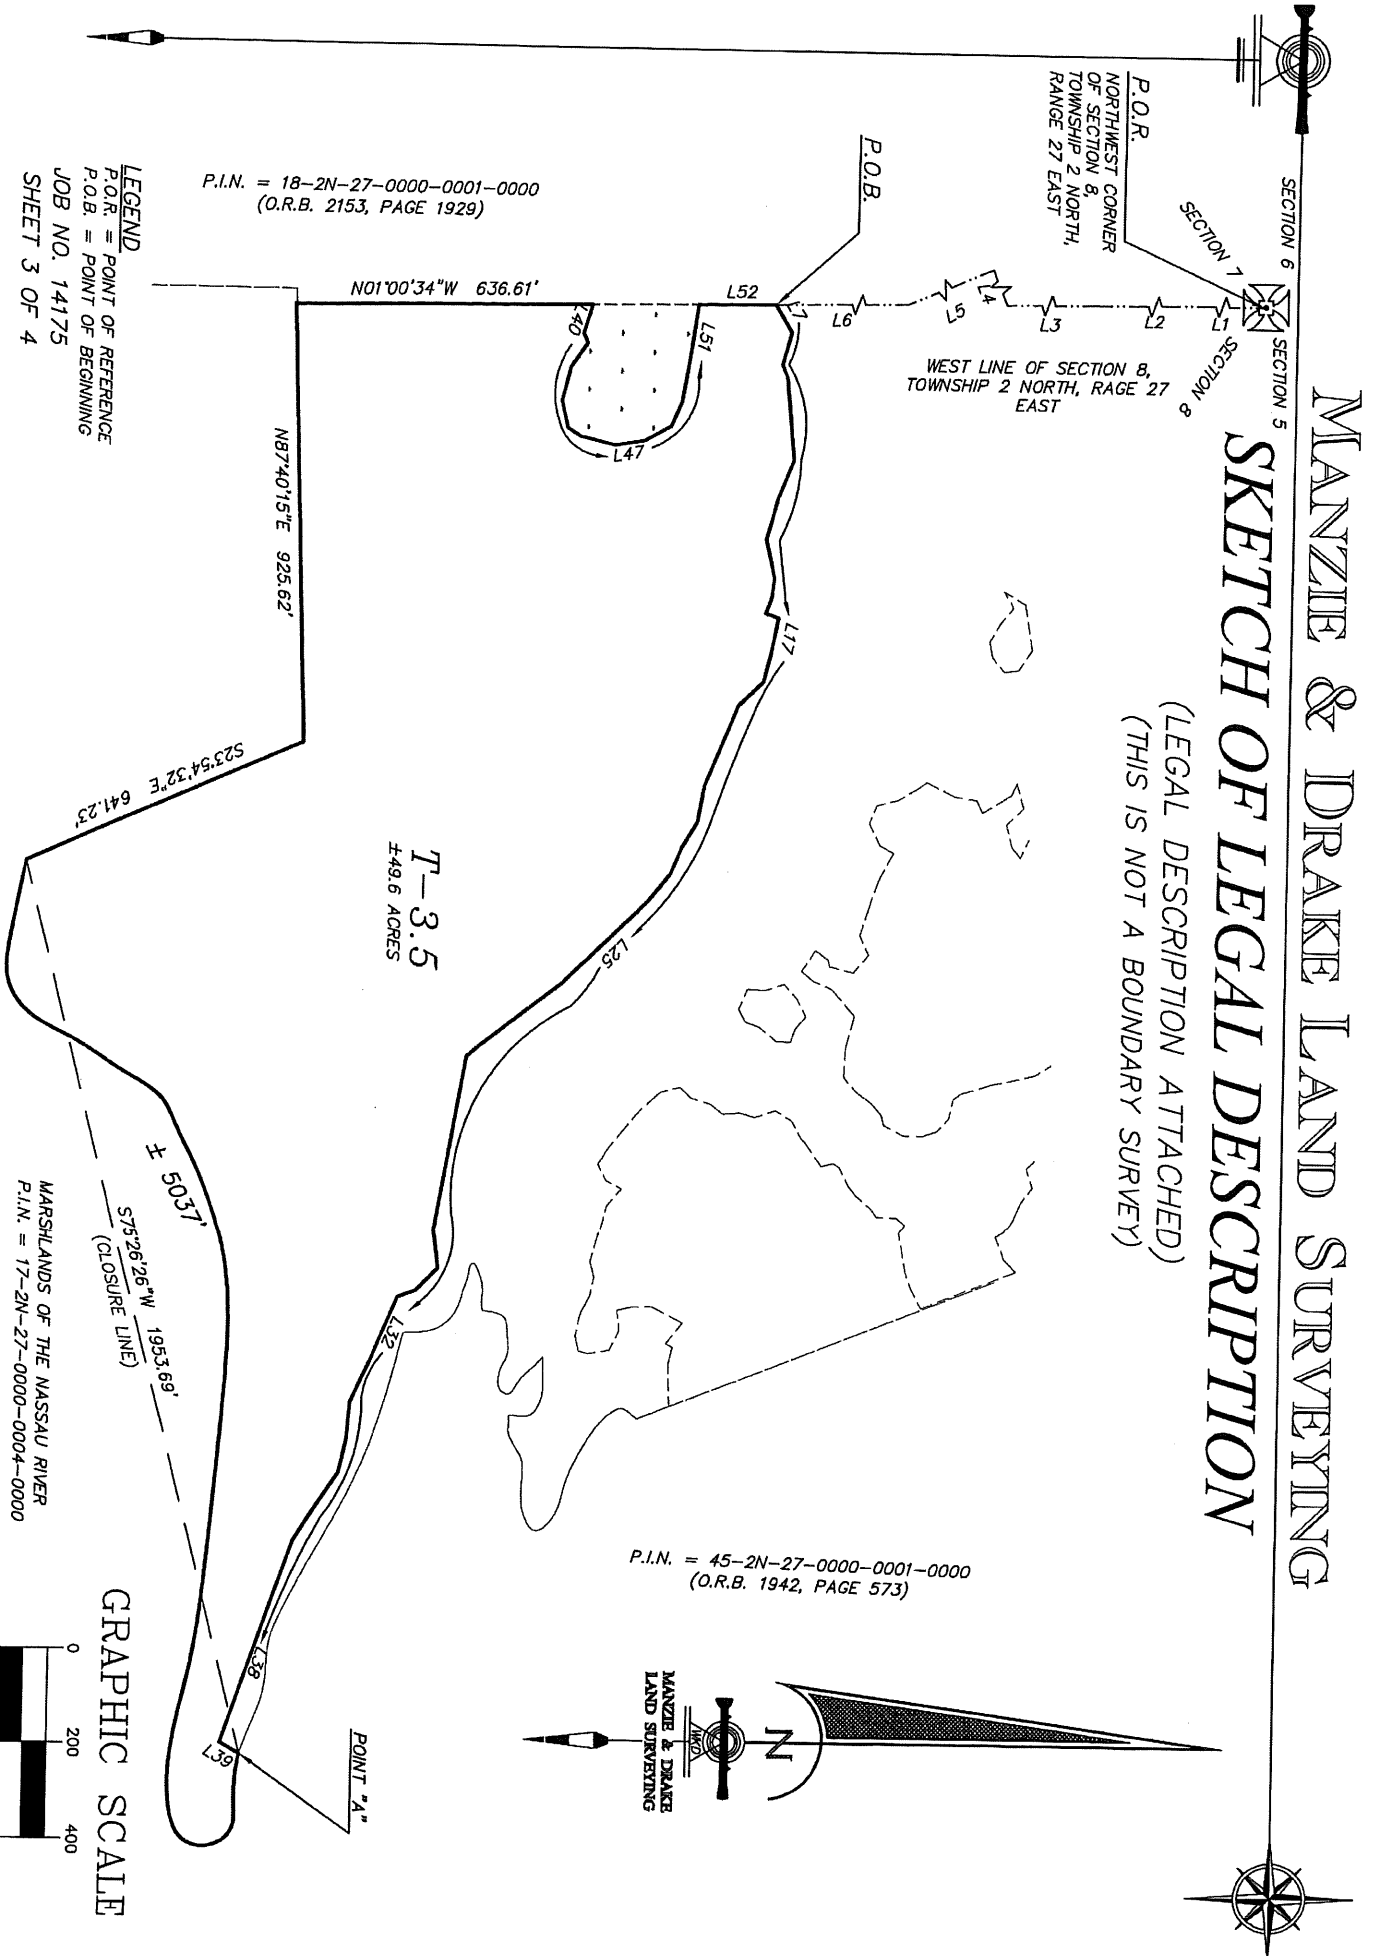 MANZIE & DRAKE LAND SURVEYING
SKETCH OF LEGAL DESCRIPTION
(LEGAL DESCRIPTION ATTACHED)
(THIS IS NOT A BOUNDARY SURVEY)
SECTION 6
SECTION 5
SECTION 7
SECTION 8
P.O.R.
NORTHWEST CORNER
OF SECTION 8,
TOWNSHIP 2 NORTH,
RANGE 27 EAST
L1
L2
L3
L4
L5
L6
WEST LINE OF SECTION 8,
TOWNSHIP 2 NORTH, RAGE 27
EAST
P.O.B.
L7
L52
L51
L47
L40
L17
L25
L32
L38
L39
N01°00'34"W 636.61'
P.I.N. = 18-2N-27-0000-0001-0000
(O.R.B. 2153, PAGE 1929)
N87°40'15"E 925.62'
S23°54'32"E 641.23'
T-3.5
±49.6 ACRES
± 5037'
S75°26'26"W 1953.69'
(CLOSURE LINE)
MARSHLANDS OF THE NASSAU RIVER
P.I.N. = 17-2N-27-0000-0004-0000
P.I.N. = 45-2N-27-0000-0001-0000
(O.R.B. 1942, PAGE 573)
POINT "A"
N
MKD
MANZIE & DRAKE
LAND SURVEYING
GRAPHIC SCALE
0 200 400
LEGEND
P.O.R. = POINT OF REFERENCE
P.O.B. = POINT OF BEGINNING
JOB NO. 14175
SHEET 3 OF 4